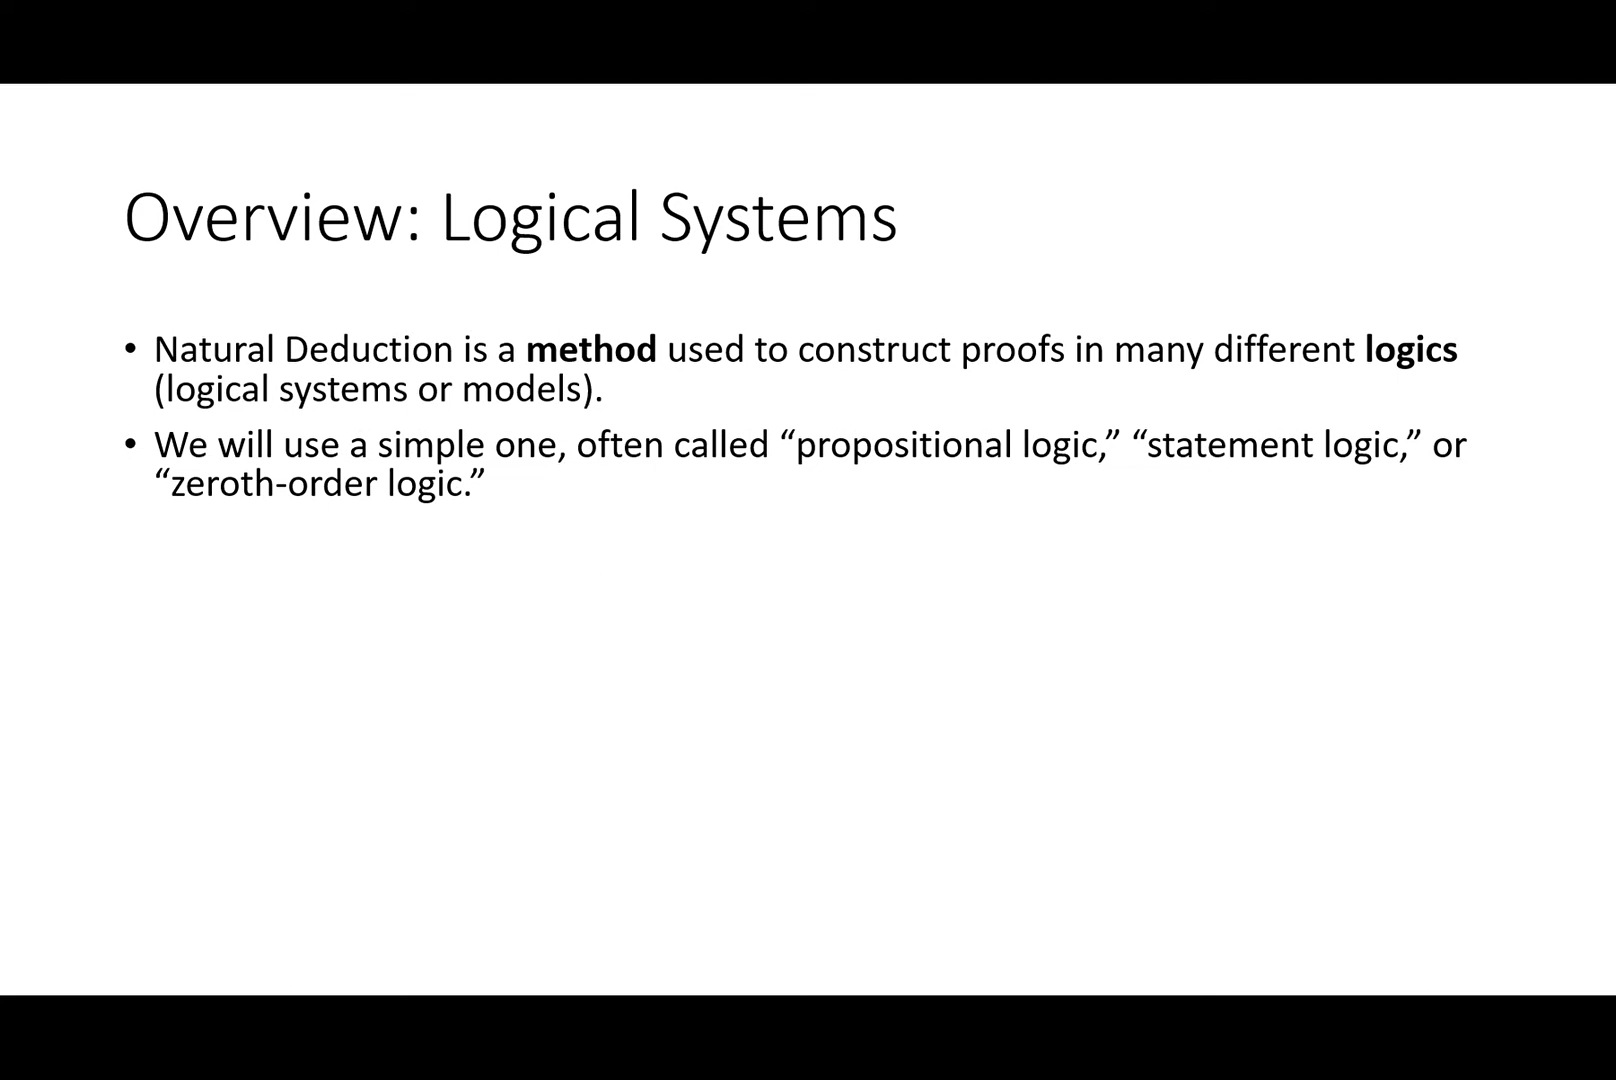 Overview: Logical Systems
• Natural Deduction is a method used to construct proofs in many different logics
(logical systems or models).
• We will use a simple one, often called “propositional logic,” “statement logic,” or
“zeroth-order logic.”